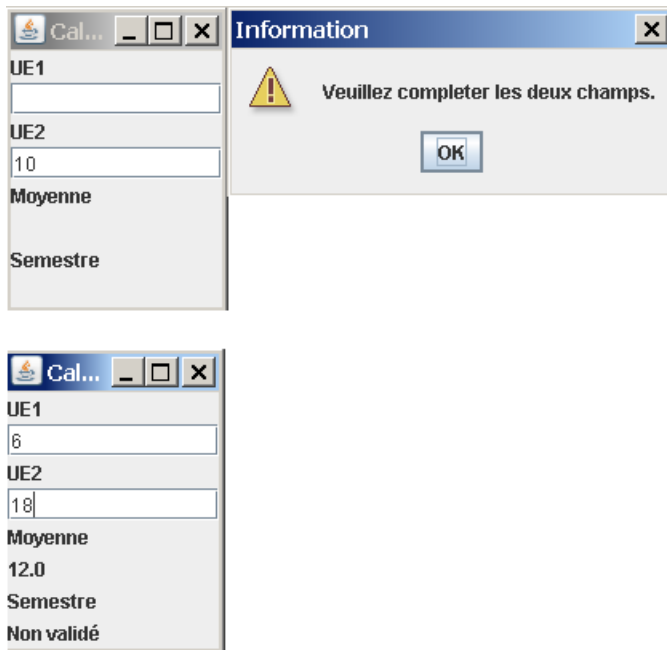 Cal...
Information
UE1
Veuillez completer les deux champs.
UE2
OK
10
Moyenne
Semestre
Cal...
UE1
6
UE2
18
Moyenne
12.0
Semestre
Non validé